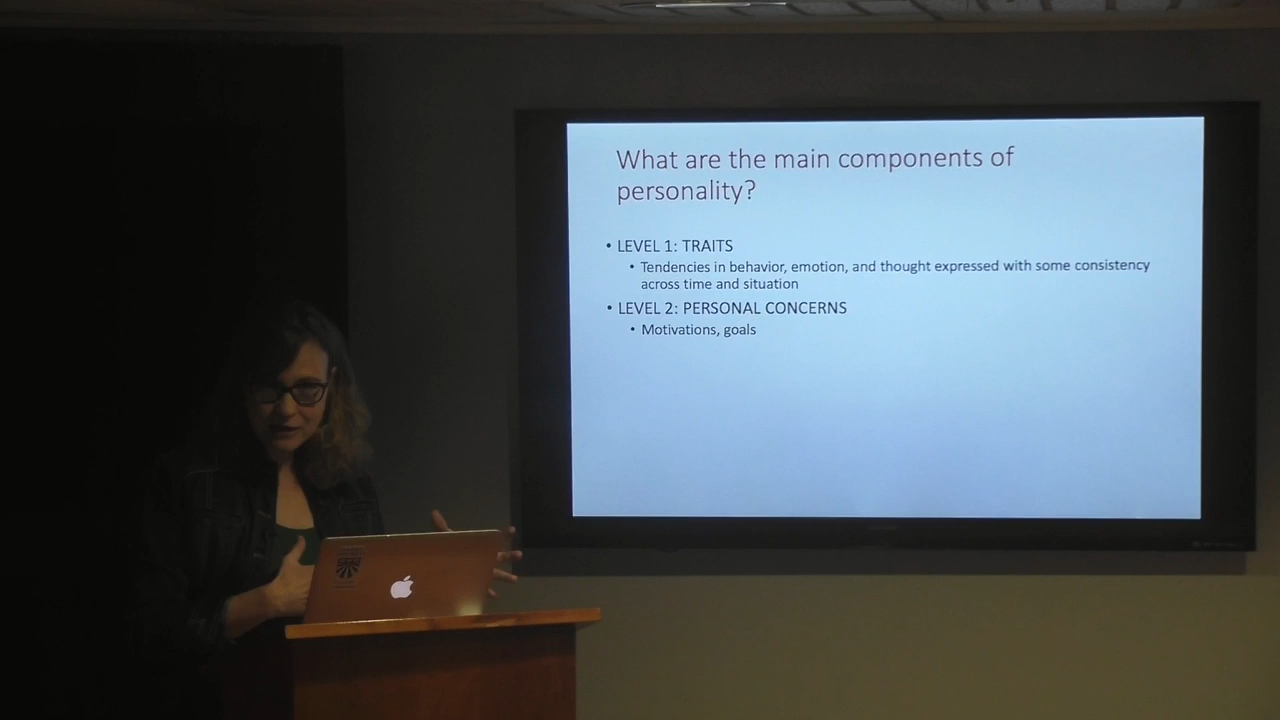 What are the main components of
personality?
• LEVEL 1: TRAITS
• Tendencies in behavior, emotion, and thought expressed with some consistency
across time and situation
• LEVEL 2: PERSONAL CONCERNS
• Motivations, goals